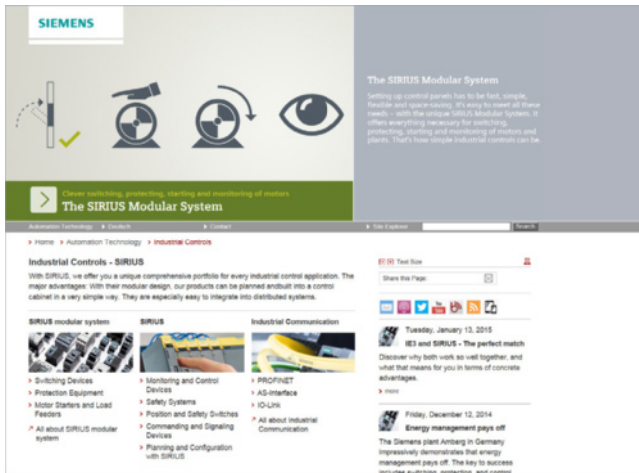 SIEMENS
The SIRIUS Modular System
Setting up control panels has to be fast, simple,
flexible and space-saving. It's easy to meet all these
needs – with the unique SIRIUS Modular System. It
offers everything necessary for switching,
protecting, starting and monitoring of motors and
plants. That's how simple industrial controls can be.
Clever switching, protecting, starting and monitoring of motors
The SIRIUS Modular System
Automation Technology Deutsch Contact Site Explorer Search
Home Automation Technology Industrial Controls
Industrial Controls - SIRIUS
With SIRIUS, we offer you a unique comprehensive portfolio for every industrial control application. The
major advantages: With their modular design, our products can be planned andbuilt into a control
cabinet in a very simple way. They are especially easy to integrate into distributed systems.
SIRIUS modular system
Switching Devices
Protection Equipment
Motor Starters and Load
Feeders
All about SIRIUS modular
system
SIRIUS
Monitoring and Control
Devices
Safety Systems
Position and Safety Switches
Commanding and Signaling
Devices
Planning and Configuration
with SIRIUS
Industrial Communication
PROFINET
AS-Interface
IO-Link
All about Industrial
Communication
Text Size
Share this Page:
You
Tube
Tuesday, January 13, 2015
IE3 and SIRIUS - The perfect match
Discover why both work so well together, and
what that means for you in terms of concrete
advantages.
more
Friday, December 12, 2014
Energy management pays off
The Siemens plant Amberg in Germany
impressively demonstrates that energy
management pays off. The key to success
includes switching, protection, and control